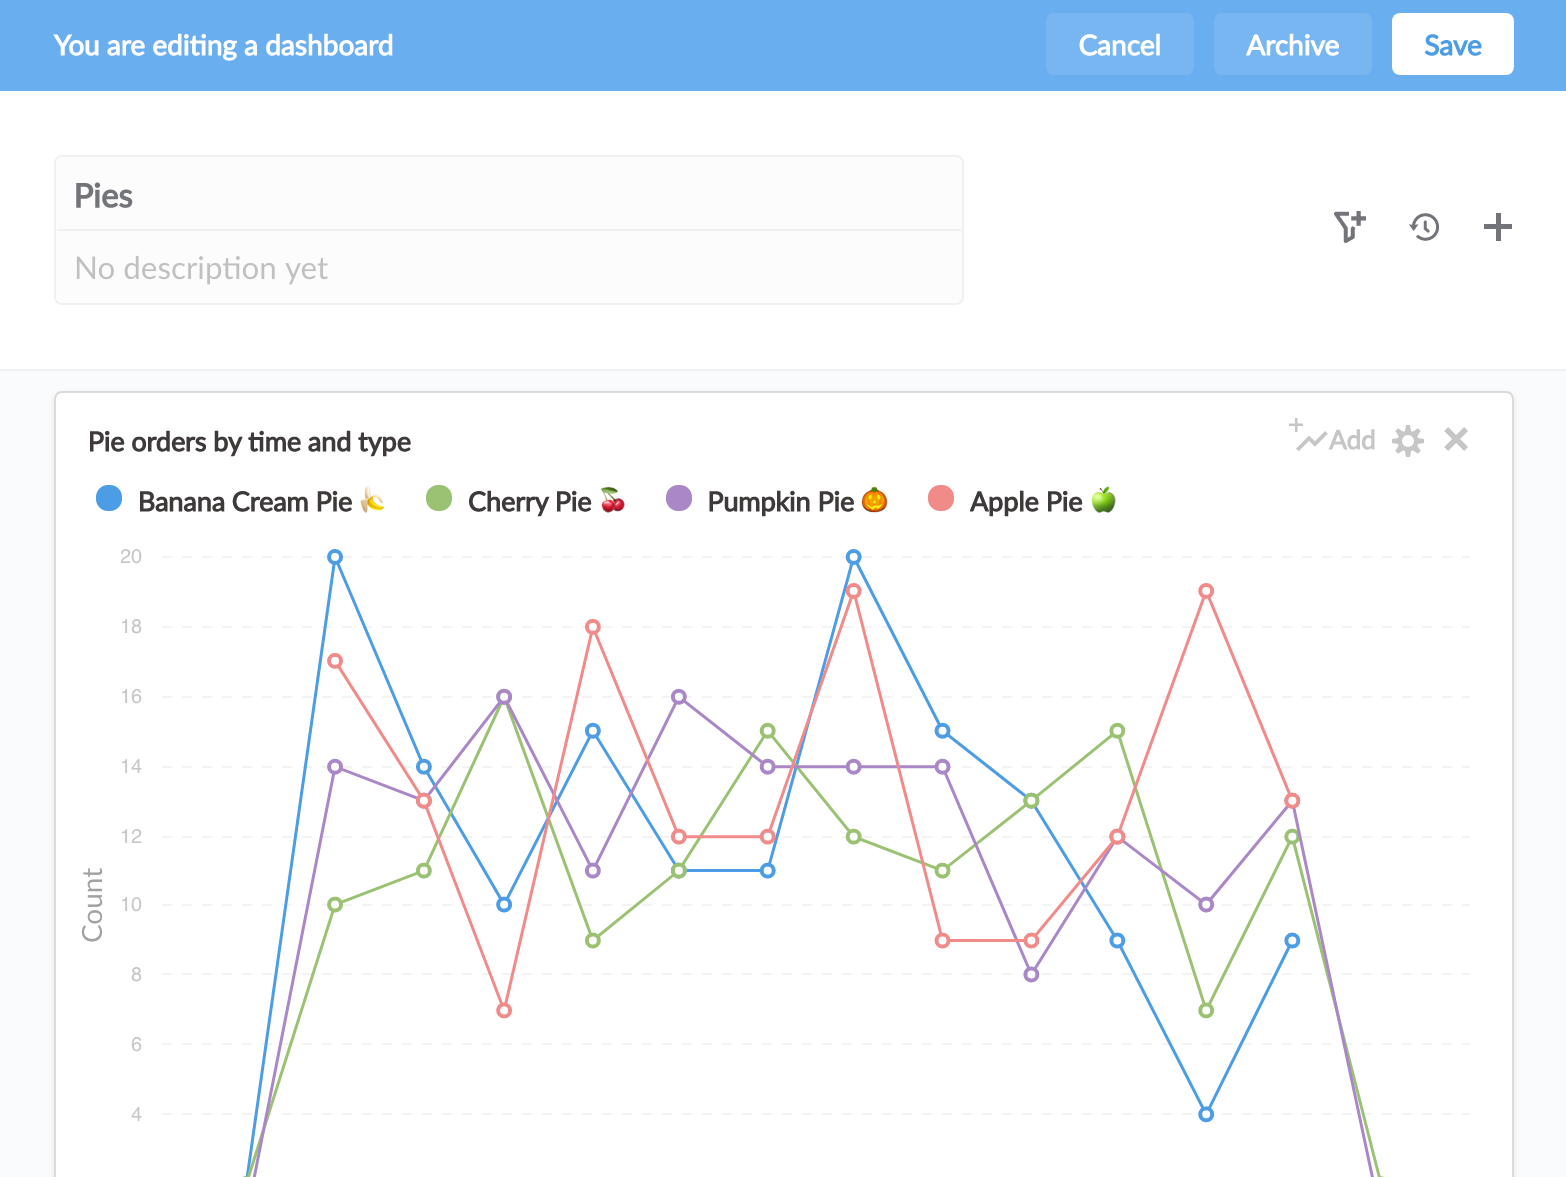 You are editing a dashboard
Cancel
Archive
Save
Pies
No description yet
Pie orders by time and type
Add
Banana Cream Pie 🍌
Cherry Pie 🍒
Pumpkin Pie 🎃
Apple Pie 🍏
20
18
16
14
12
10
8
6
4
Count